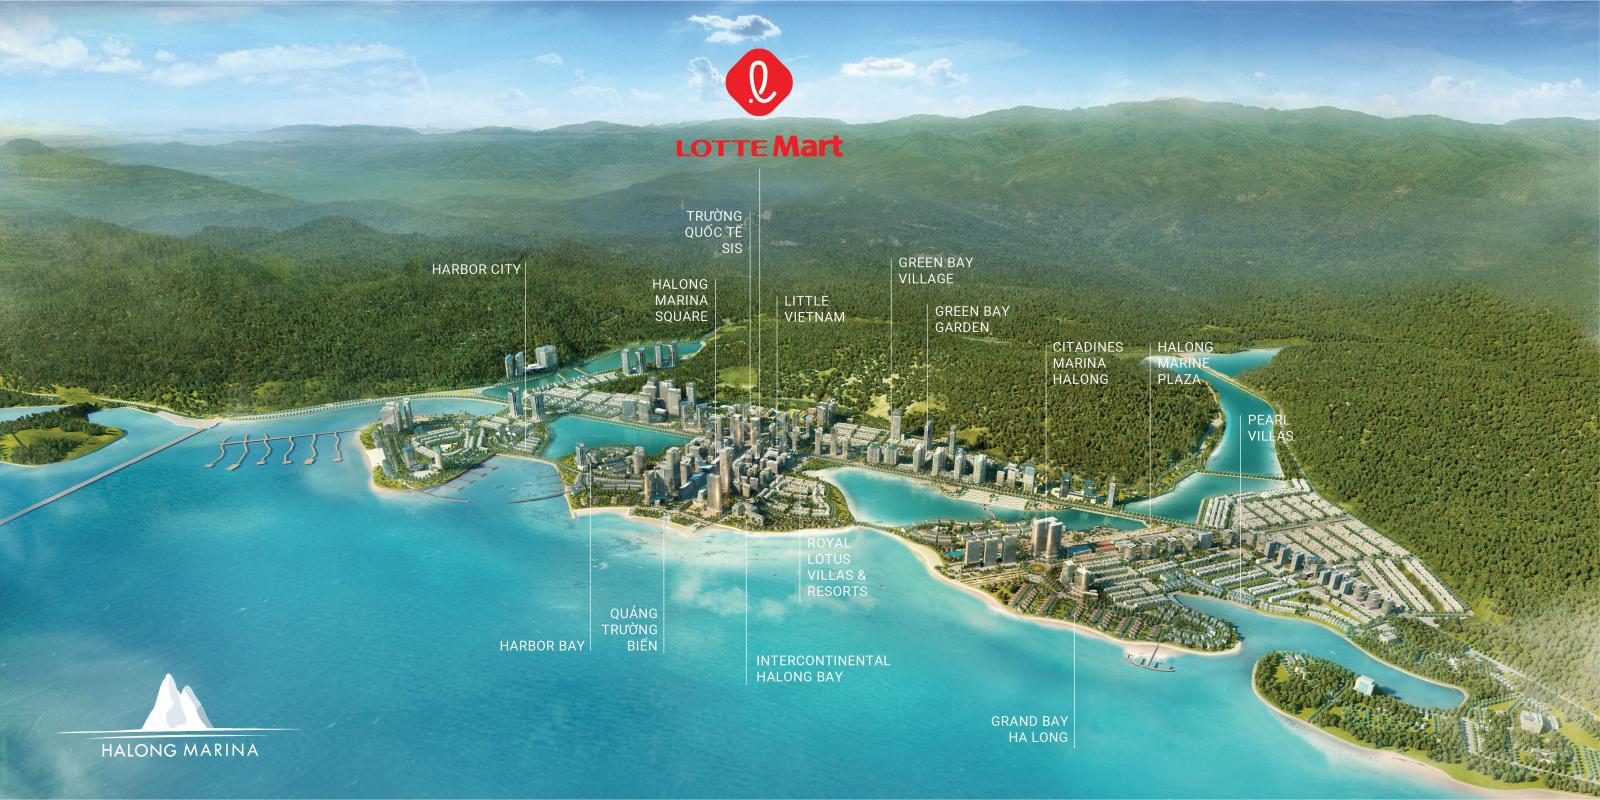 LOTTE Mart
TRƯỜNG
QUỐC TẾ
SIS
HARBOR CITY
GREEN BAY
VILLAGE
HALONG
MARINA
SQUARE
LITTLE
VIETNAM
GREEN BAY
GARDEN
CITADINES
MARINA
HALONG
HALONG
MARINE
PLAZA
PEARL
VILLAS
ROYAL
LOTUS
VILLAS &
RESORTS
QUẢNG
TRƯỜNG
BIỂN
HARBOR BAY
INTERCONTINENTAL
HALONG BAY
GRAND BAY
HA LONG
HALONG MARINA